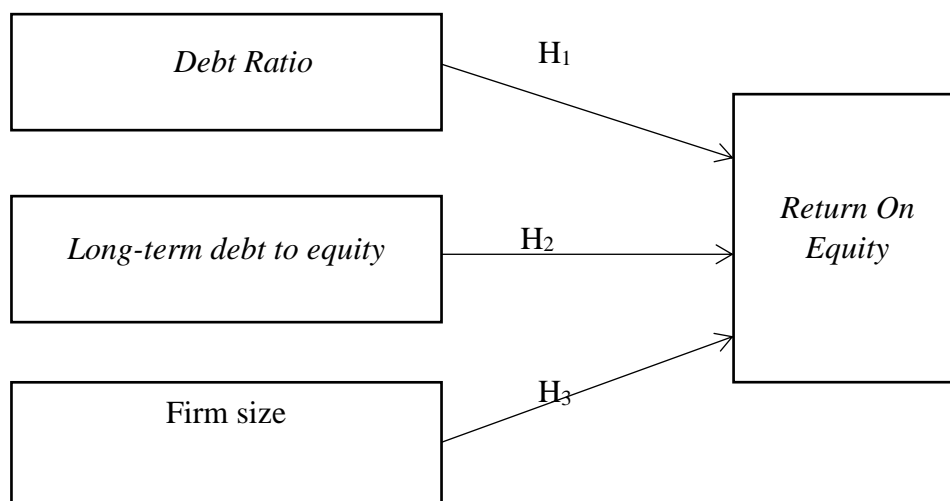 Debt Ratio
H₁
Long-term debt to equity
H₂
Return On
Equity
Firm size
H₃